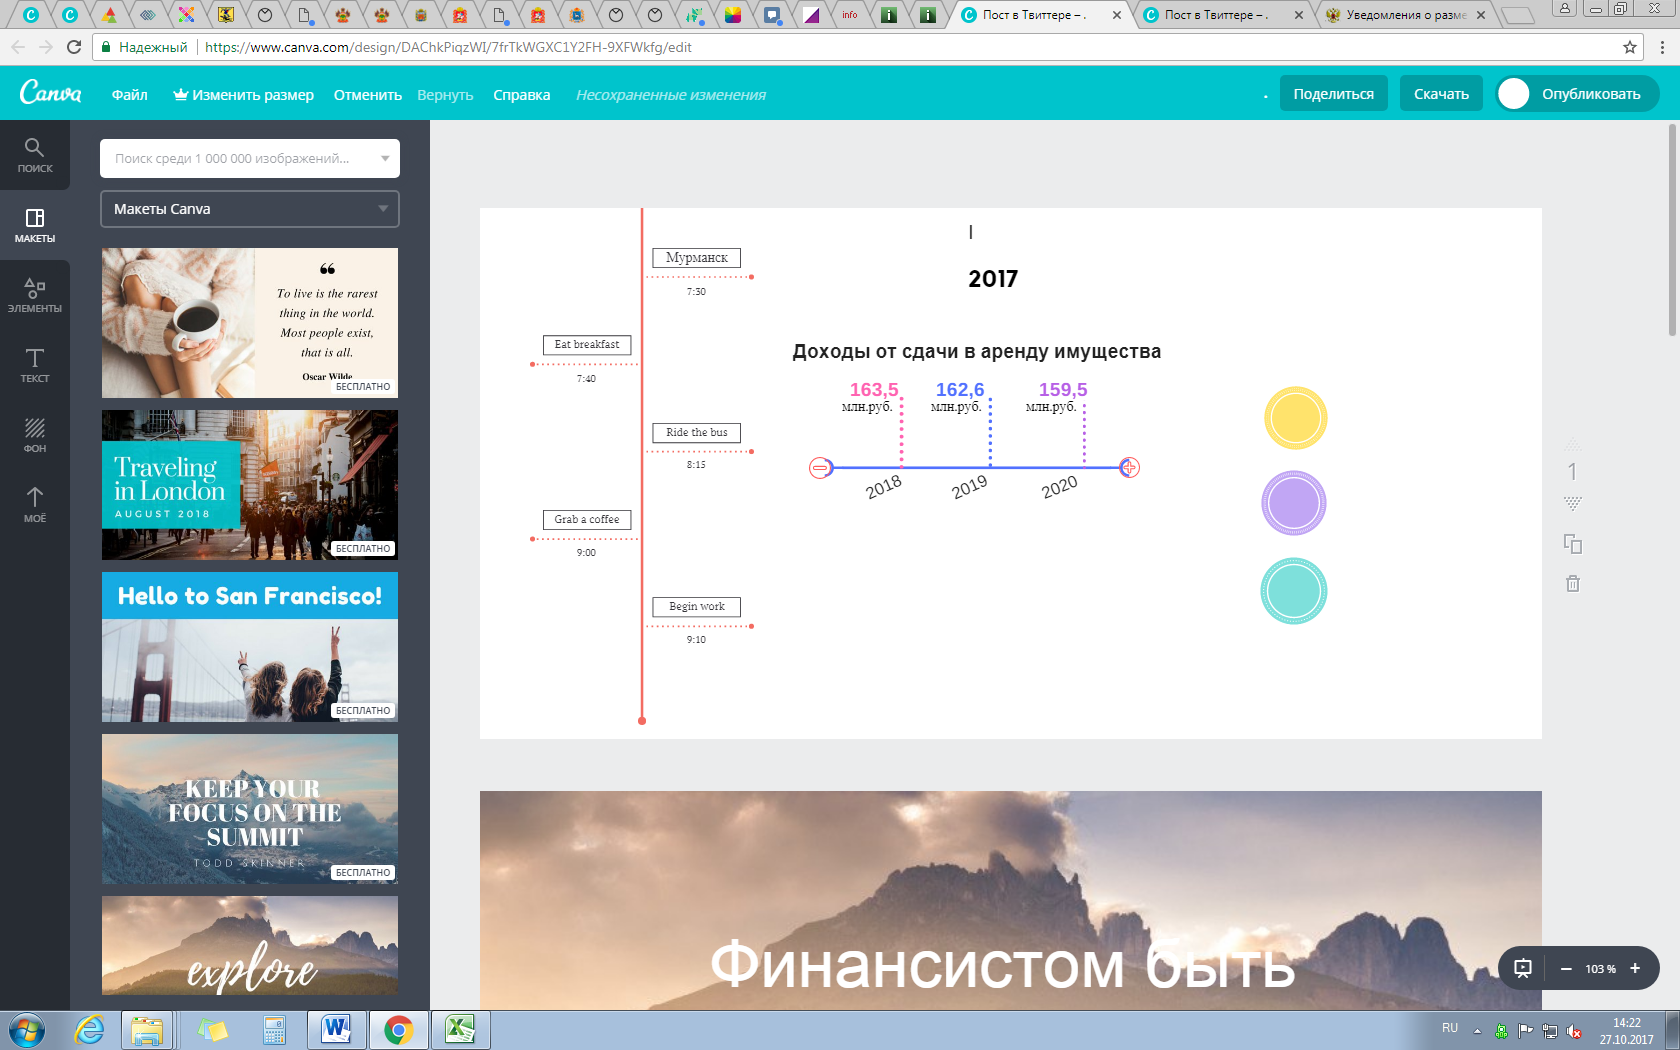 Пост в Твиттере – .
Пост в Твиттере – .
Уведомления о разме
info
Надежный
https://www.canva.com/design/DAChkPiqzWI/7frTkWGXC1Y2FH-9XFWkfg/edit
Canva
Файл
Изменить размер
Отменить
Вернуть
Справка
Несохраненные изменения
Поделиться
Скачать
Опубликовать
ПОИСК
МАКЕТЫ
ЭЛЕМЕНТЫ
ТЕКСТ
ФОН
МОЁ
Поиск среди 1 000 000 изображений...
Макеты Canva
To live is the rarest
thing in the world.
Most people exist,
that is all.
Oscar Wilde
БЕСПЛАТНО
Traveling
in London
AUGUST 2018
БЕСПЛАТНО
Hello to San Francisco!
БЕСПЛАТНО
KEEP YOUR
FOCUS ON THE
SUMMIT
TODD SKINNER
БЕСПЛАТНО
explore
Мурманск
7:30
Eat breakfast
7:40
Ride the bus
8:15
Grab a coffee
9:00
Begin work
9:10
2017
Доходы от сдачи в аренду имущества
163,5
млн.руб.
162,6
млн.руб.
159,5
млн.руб.
2018
2019
2020
1
Финансистом быть
103 %
RU
14:22
27.10.2017